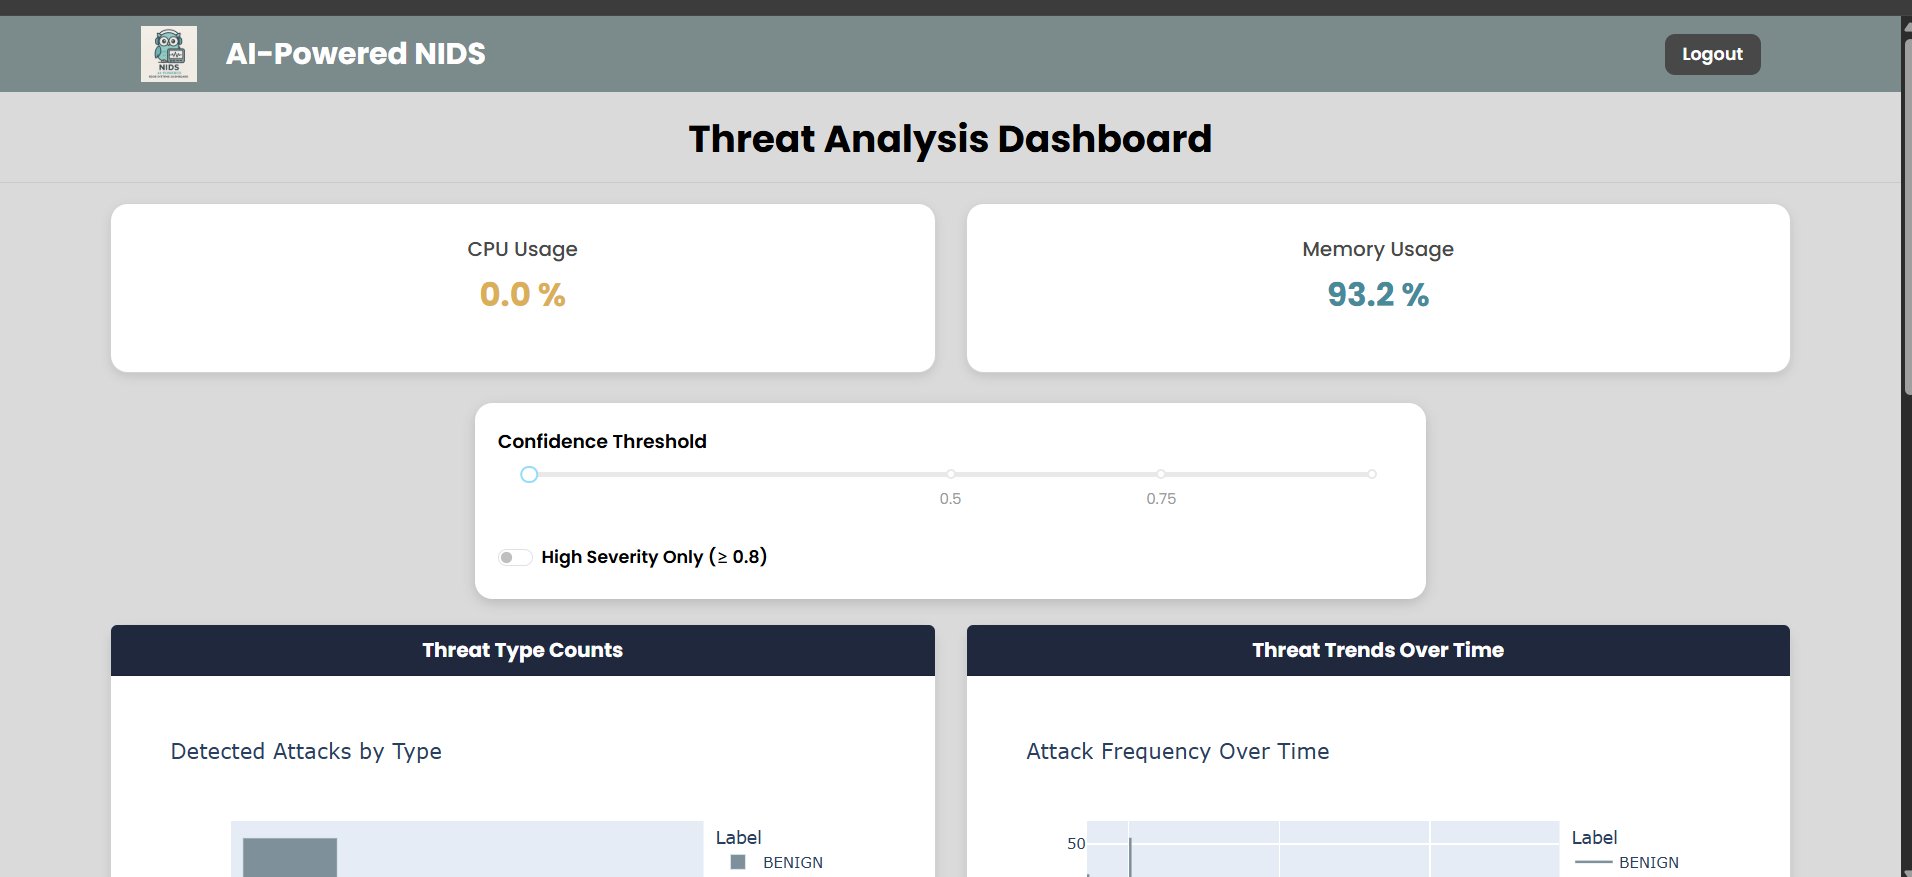 NIDS
AI-Powered NIDS
Logout
Threat Analysis Dashboard
CPU Usage
0.0 %
Memory Usage
93.2 %
Confidence Threshold
0.5
0.75
High Severity Only (≥ 0.8)
Threat Type Counts
Threat Trends Over Time
Detected Attacks by Type
Attack Frequency Over Time
Label
BENIGN
50
Label
BENIGN